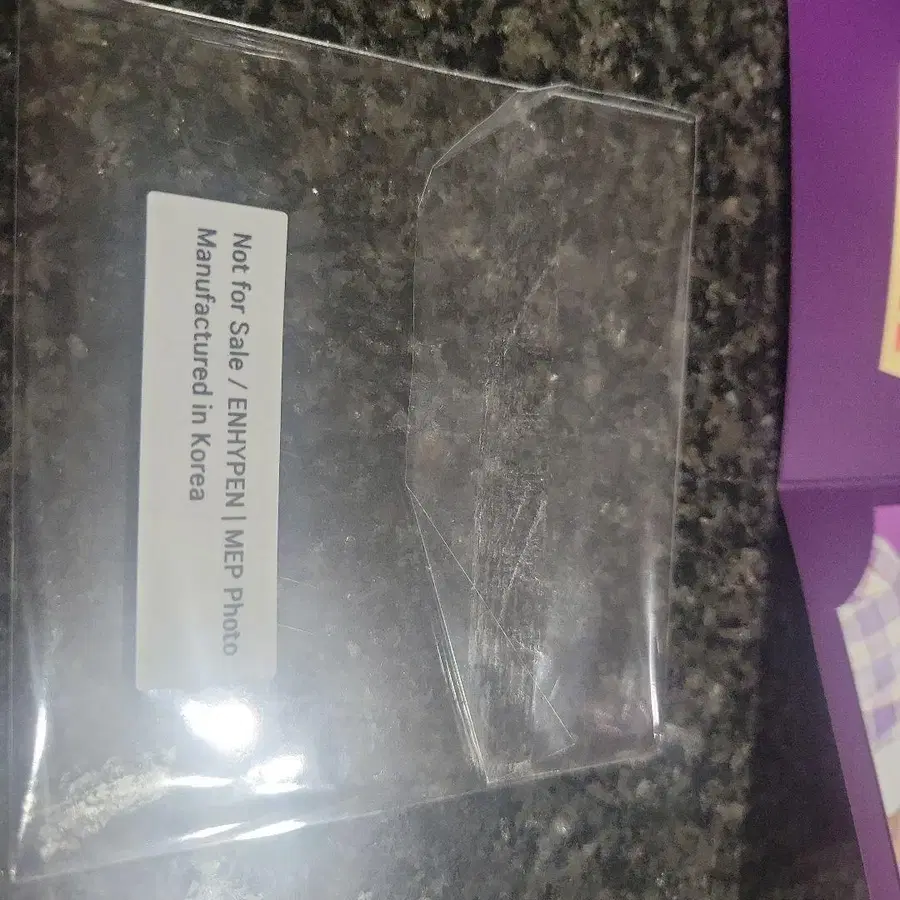 Not for Sale / ENHYPEN | MEP Photo
Manufactured in Korea